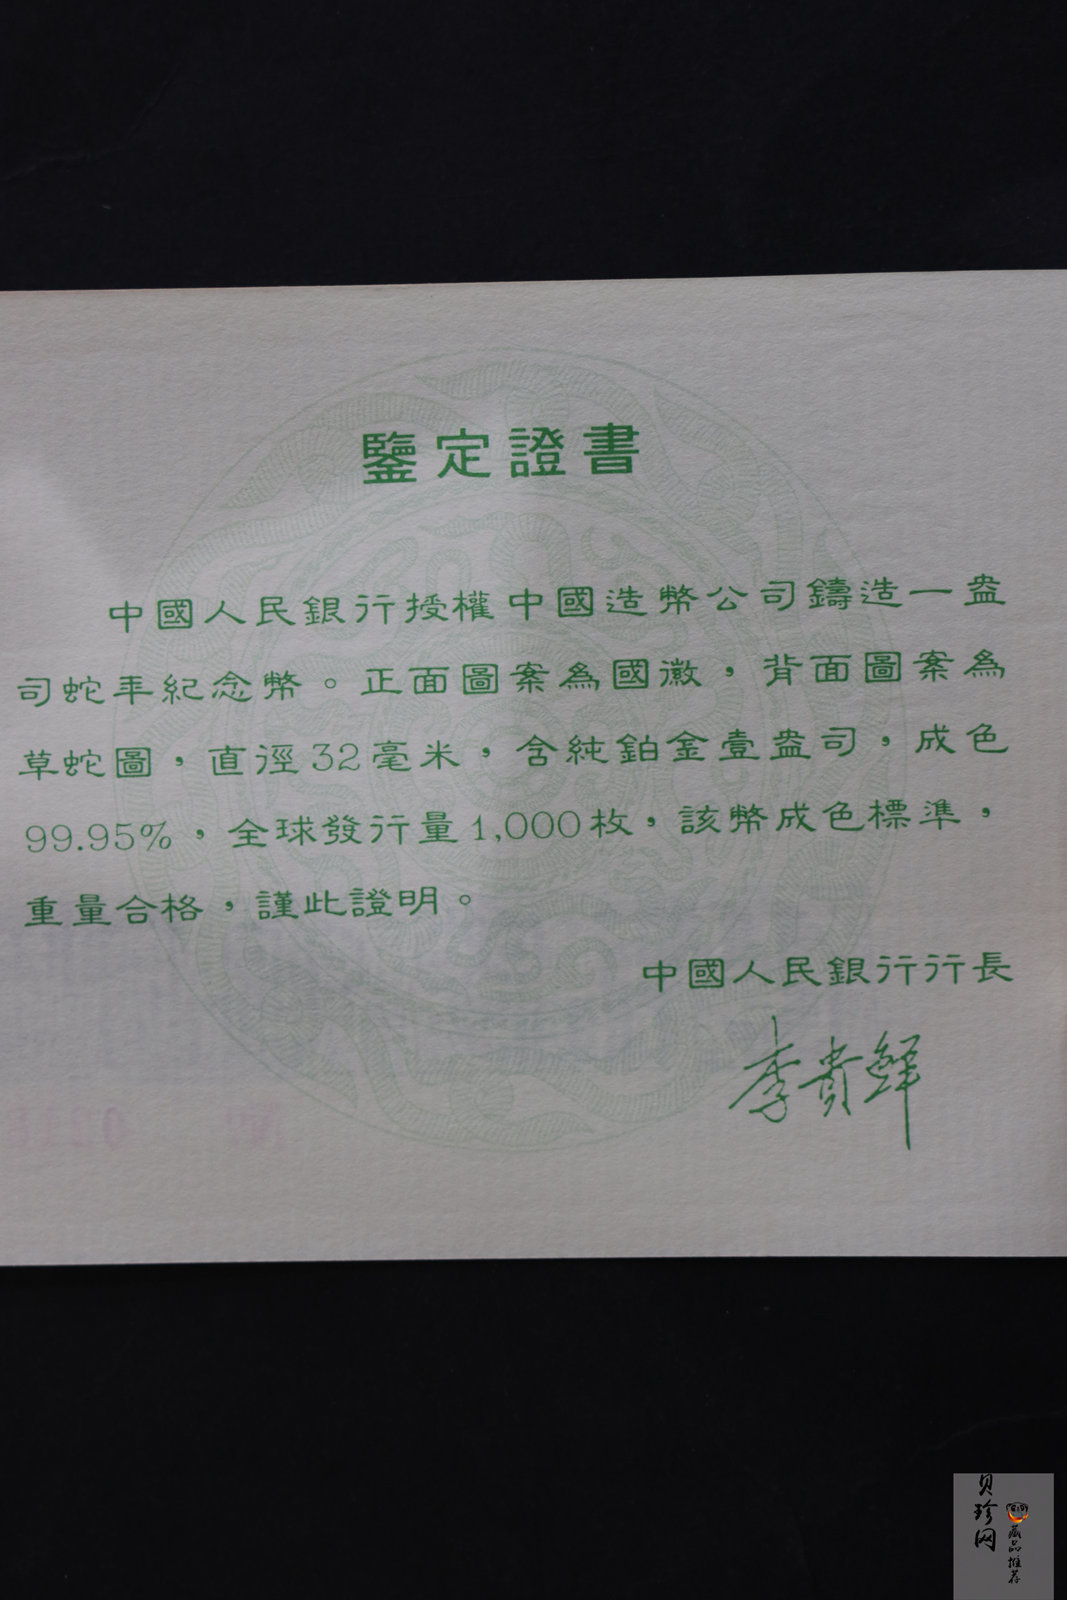 鑒定證書
中國人民銀行授權中國造幣公司鑄造一盎
司蛇年紀念幣。正面圖案為國徽，背面圖案為
草蛇圖，直徑32毫米，含純鉑金壹盎司，成色
99.95%，全球發行量1,000枚，該幣成色標準，
重量合格，謹此證明。
中國人民銀行行長
李貴鮮
貝珍网
藏品推荐